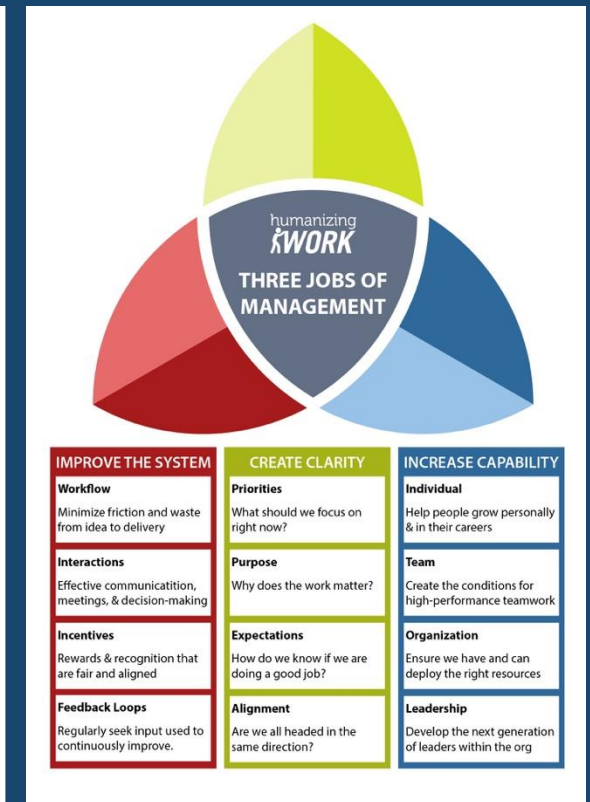 humanizing
WORK
THREE JOBS OF
MANAGEMENT
IMPROVE THE SYSTEM
Workflow
Minimize friction and waste
from idea to delivery
Interactions
Effective communicatition,
meetings, & decision-making
Incentives
Rewards & recognition that
are fair and aligned
Feedback Loops
Regularly seek input used to
continuously improve.
CREATE CLARITY
Priorities
What should we focus on
right now?
Purpose
Why does the work matter?
Expectations
How do we know if we are
doing a good job?
Alignment
Are we all headed in the
same direction?
INCREASE CAPABILITY
Individual
Help people grow personally
& in their careers
Team
Create the conditions for
high-performance teamwork
Organization
Ensure we have and can
deploy the right resources
Leadership
Develop the next generation
of leaders within the org